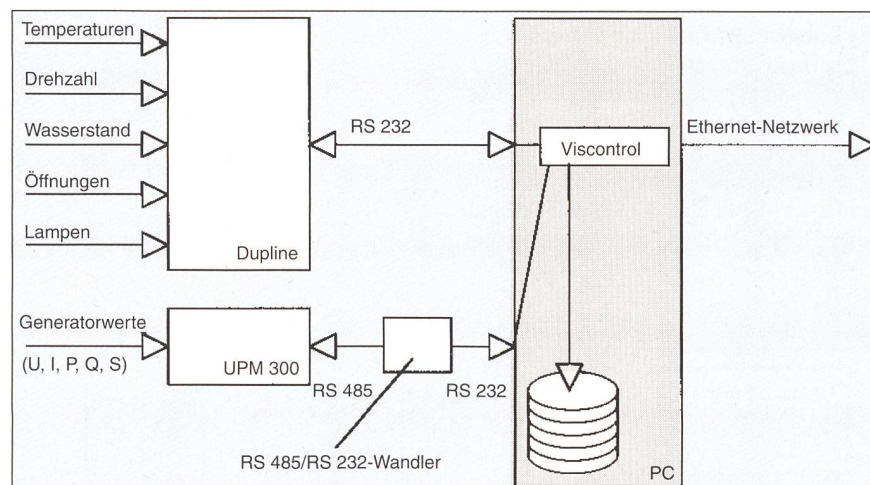 Temperaturen
Drehzahl
Wasserstand
Öffnungen
Lampen
Dupline
RS 232
Viscontrol
Ethernet-Netzwerk
Generatorwerte
(U, I, P, Q, S)
UPM 300
RS 485
RS 232
RS 485/RS 232-Wandler
PC